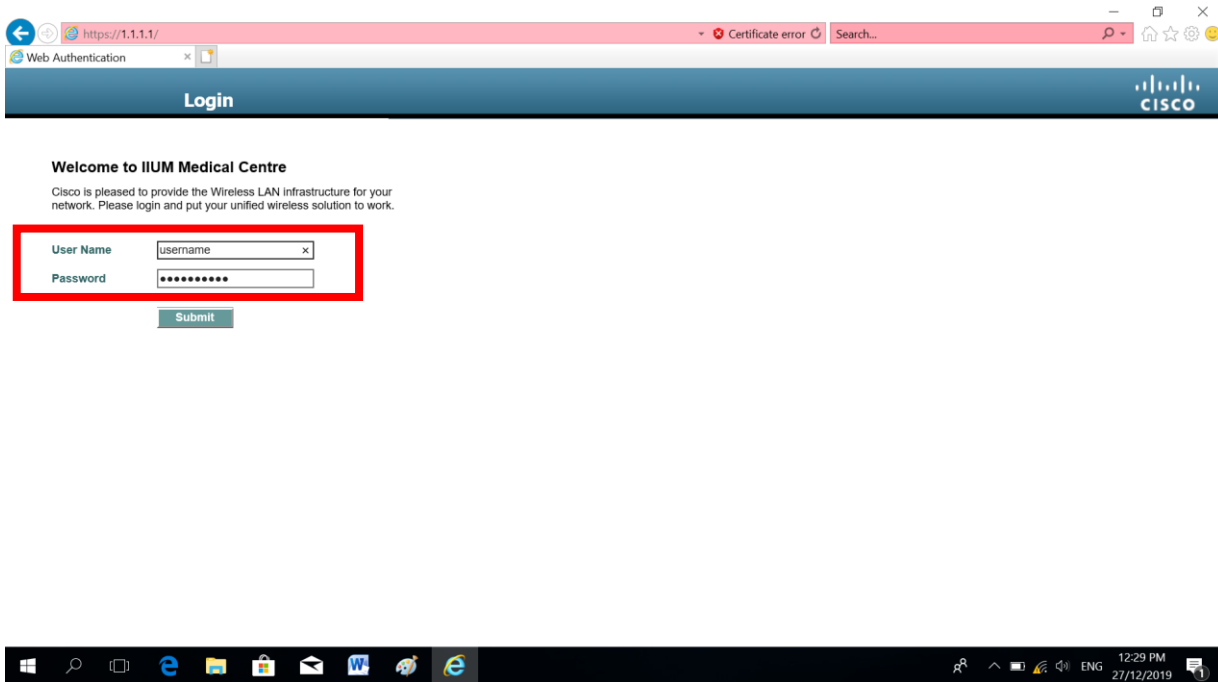 https://1.1.1.1/
Certificate error
Search...
Web Authentication
Login
CISCO
Welcome to IIUM Medical Centre
Cisco is pleased to provide the Wireless LAN infrastructure for your
network. Please login and put your unified wireless solution to work.
User Name
username
Password
••••••••••
Submit
ENG
12:29 PM
27/12/2019
1